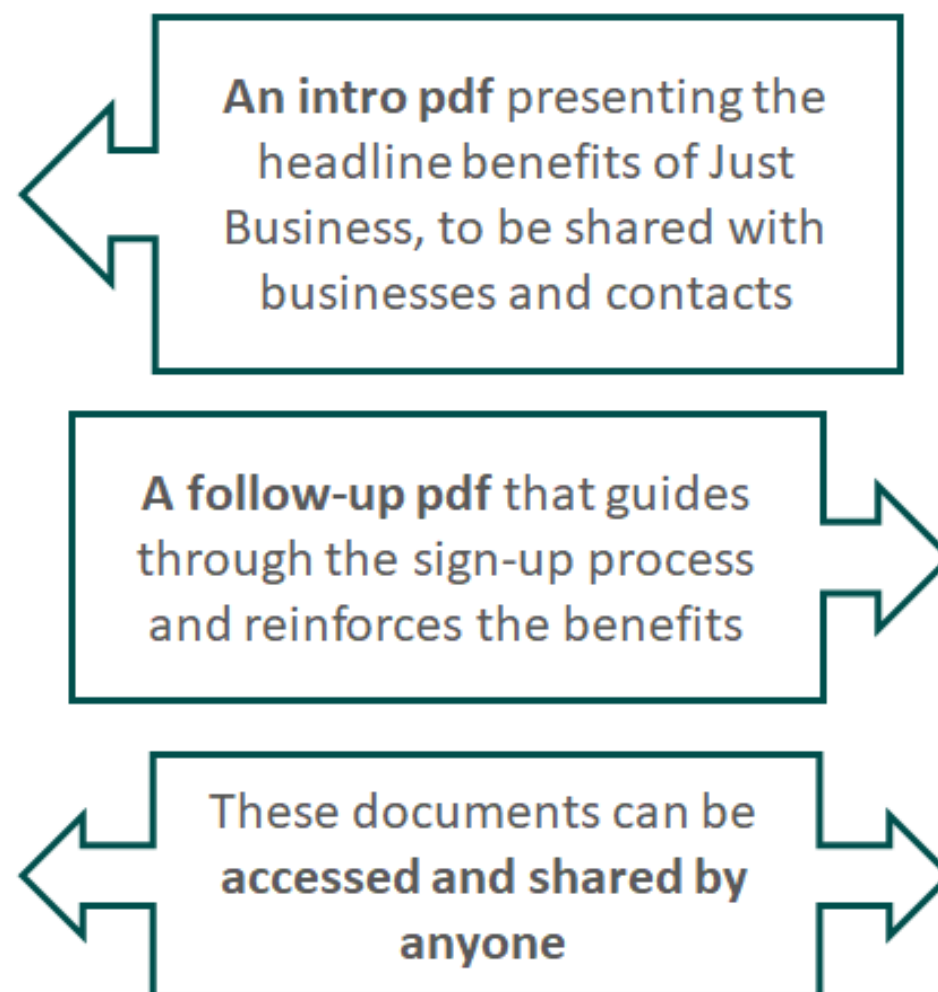 An intro pdf presenting the
headline benefits of Just
Business, to be shared with
businesses and contacts
A follow-up pdf that guides
through the sign-up process
and reinforces the benefits
These documents can be
accessed and shared by
anyone